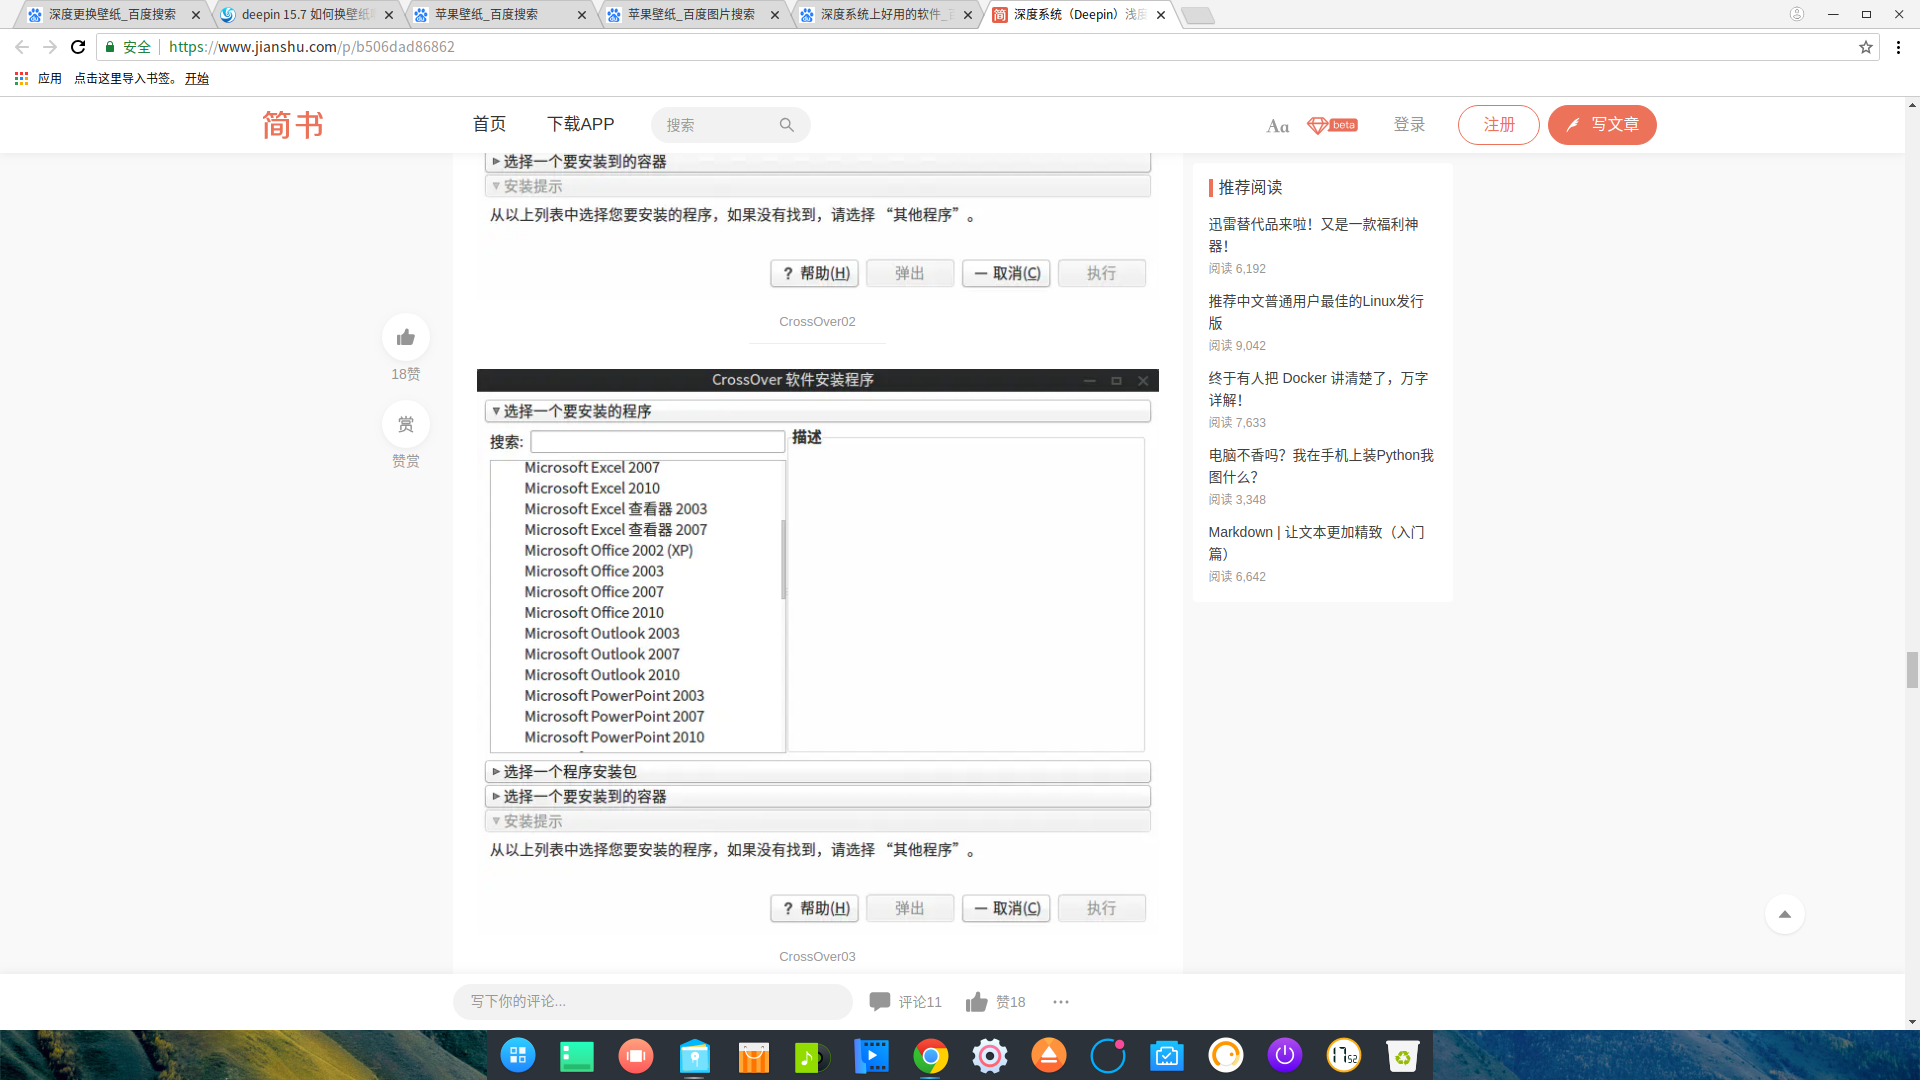 深度更换壁纸_百度搜索
deepin 15.7 如何换壁纸
苹果壁纸_百度搜索
苹果壁纸_百度图片搜索
深度系统上好用的软件_
深度系统（Deepin）浅
安全
https://www.jianshu.com/p/b506dad86862
应用
点击这里导入书签。 开始
简书
首页
下载APP
搜索
Aa
beta
登录
注册
写文章
选择一个要安装到的容器
安装提示
从以上列表中选择您要安装的程序，如果没有找到，请选择 “其他程序” 。
? 帮助(H)
弹出
取消(C)
执行
CrossOver02
18赞
赏
赞赏
CrossOver 软件安装程序
选择一个要安装的程序
搜索:
描述
Microsoft Excel 2007
Microsoft Excel 2010
Microsoft Excel 查看器 2003
Microsoft Excel 查看器 2007
Microsoft Office 2002 (XP)
Microsoft Office 2003
Microsoft Office 2007
Microsoft Office 2010
Microsoft Outlook 2003
Microsoft Outlook 2007
Microsoft Outlook 2010
Microsoft PowerPoint 2003
Microsoft PowerPoint 2007
Microsoft PowerPoint 2010
选择一个程序安装包
选择一个要安装到的容器
安装提示
从以上列表中选择您要安装的程序，如果没有找到，请选择 “其他程序” 。
? 帮助(H)
弹出
取消(C)
执行
CrossOver03
推荐阅读
迅雷替代品来啦！又是一款福利神
器！
阅读 6,192
推荐中文普通用户最佳的Linux发行
版
阅读 9,042
终于有人把 Docker 讲清楚了，万字
详解！
阅读 7,633
电脑不香吗？我在手机上装Python我
图什么？
阅读 3,348
Markdown | 让文本更加精致（入门
篇）
阅读 6,642
写下你的评论...
评论11
赞18
17 52